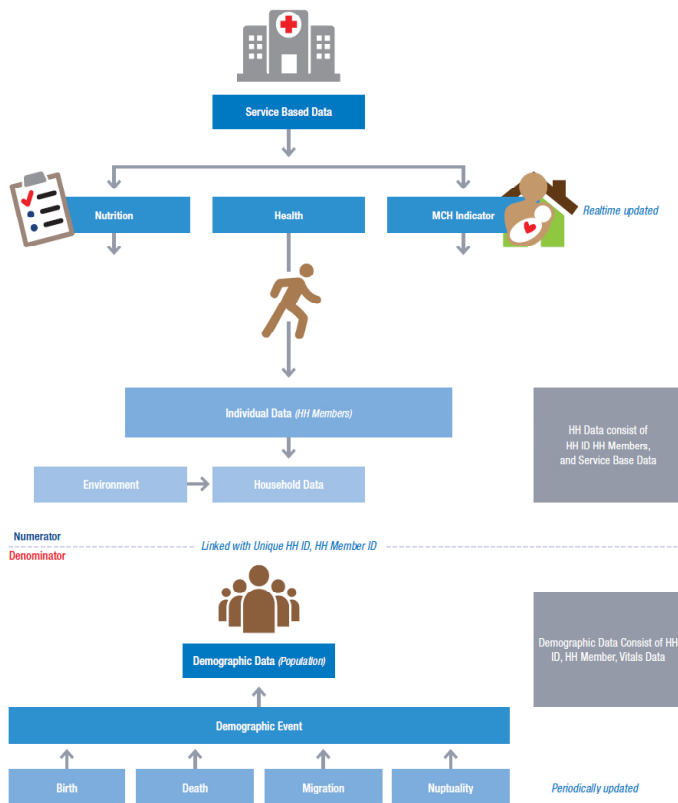 Service Based Data
Nutrition
Health
MCH Indicator
Realtime updated
Individual Data (HH Members)
HH Data consist of
HH ID HH Members,
and Service Base Data
Environment
Household Data
Numerator
Linked with Unique HH ID, HH Member ID
Denominator
Demographic Data (Population)
Demographic Data Consist of HH
ID, HH Member, Vitals Data
Demographic Event
Birth
Death
Migration
Nuptuality
Periodically updated